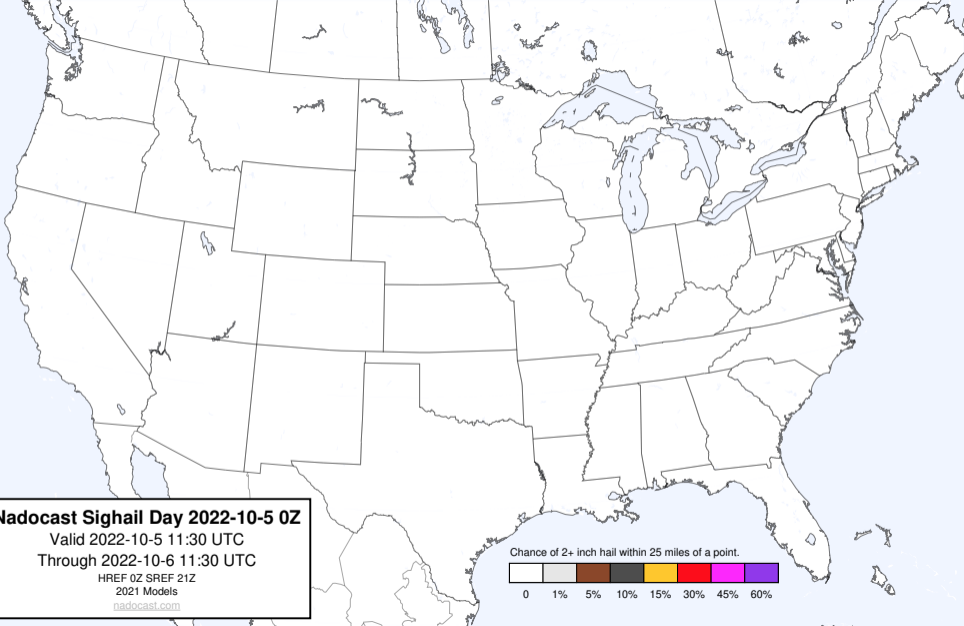 Nadocast Sighail Day 2022-10-5 0Z
Valid 2022-10-5 11:30 UTC
Through 2022-10-6 11:30 UTC
HREF 0Z SREF 21Z
2021 Models
nadocast.com
Chance of 2+ inch hail within 25 miles of a point.
0 1% 5% 10% 15% 30% 45% 60%